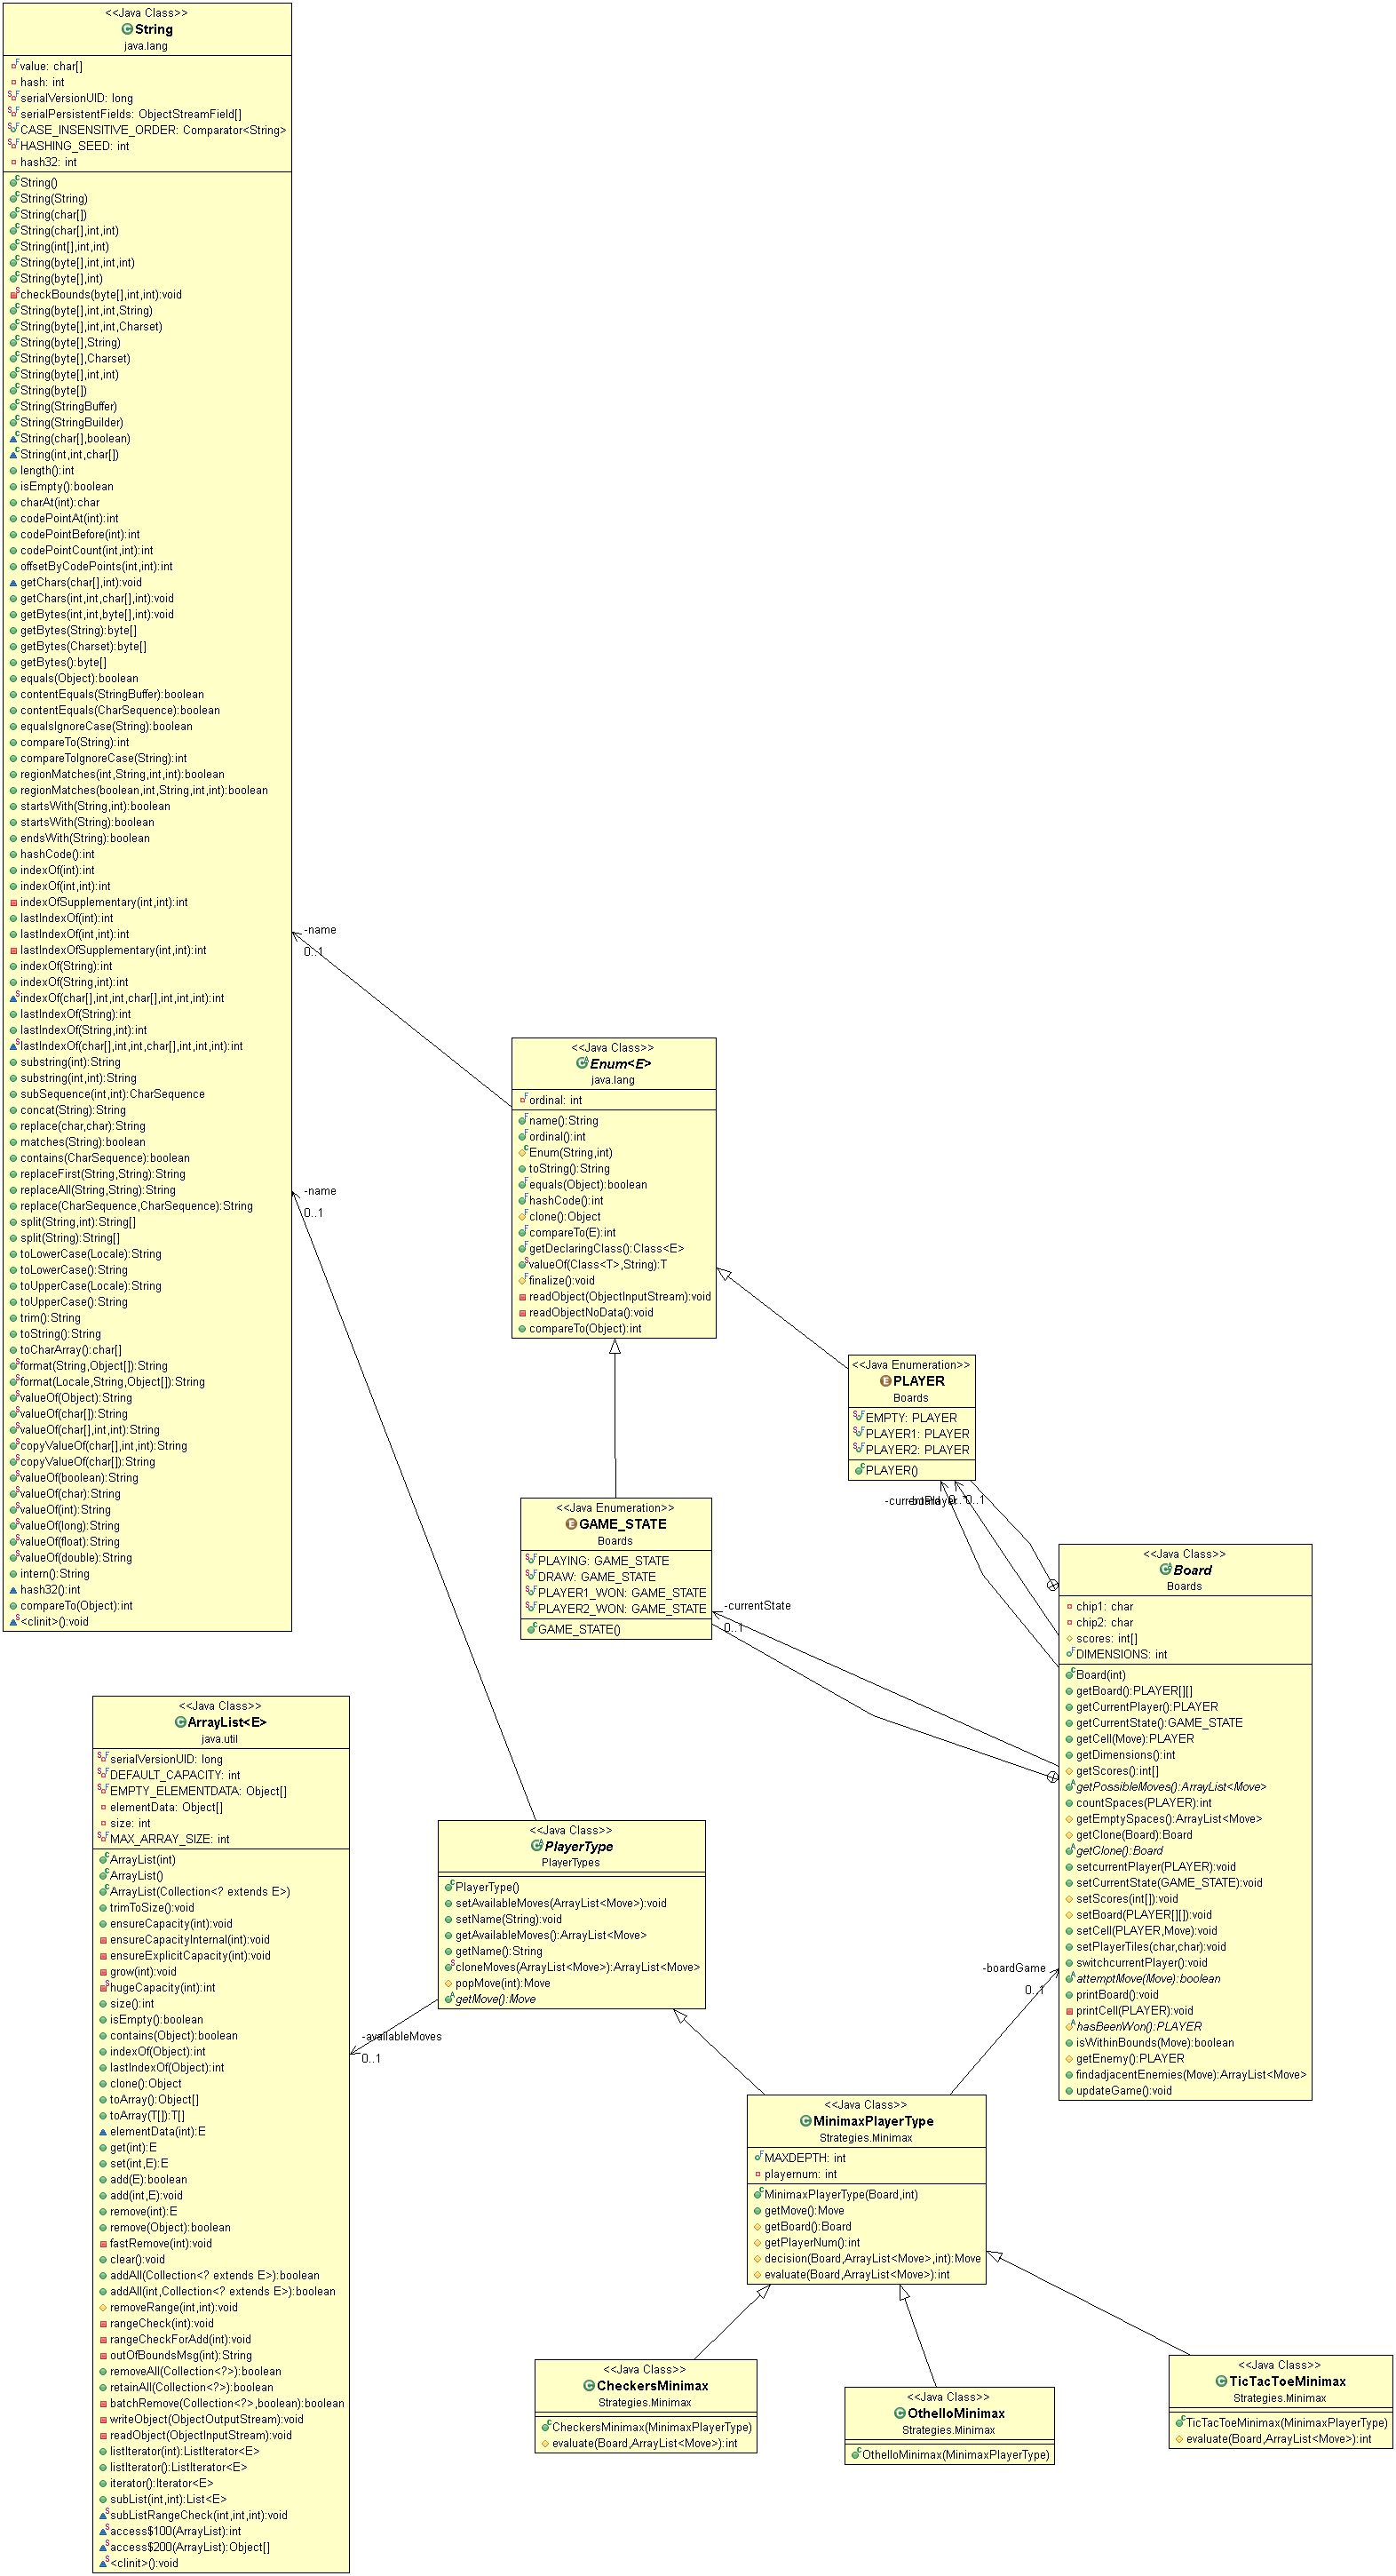 <<Java Class>>
String
java.lang
value: char[]
hash: int
serialVersionUID: long
serialPersistentFields: ObjectStreamField[]
CASE_INSENSITIVE_ORDER: Comparator<String>
HASHING_SEED: int
hash32: int
String()
String(String)
String(char[])
String(char[],int,int)
String(int[],int,int)
String(byte[],int,int,int)
String(byte[],int)
checkBounds(byte[],int,int):void
String(byte[],int,int,String)
String(byte[],int,int,Charset)
String(byte[],String)
String(byte[],Charset)
String(byte[],int,int)
String(byte[])
String(StringBuffer)
String(StringBuilder)
String(char[],boolean)
String(int,int,char[])
length():int
isEmpty():boolean
charAt(int):char
codePointAt(int):int
codePointBefore(int):int
codePointCount(int,int):int
offsetByCodePoints(int,int):int
getChars(char[],int):void
getChars(int,int,char[],int):void
getBytes(int,int,byte[],int):void
getBytes(String):byte[]
getBytes(Charset):byte[]
getBytes():byte[]
equals(Object):boolean
contentEquals(StringBuffer):boolean
contentEquals(CharSequence):boolean
equalsIgnoreCase(String):boolean
compareTo(String):int
compareToIgnoreCase(String):int
regionMatches(int,String,int,int):boolean
regionMatches(boolean,int,String,int,int):boolean
startsWith(String,int):boolean
startsWith(String):boolean
endsWith(String):boolean
hashCode():int
indexOf(int):int
indexOf(int,int):int
indexOfSupplementary(int,int):int
lastIndexOf(int):int
lastIndexOf(int,int):int
lastIndexOfSupplementary(int,int):int
indexOf(String):int
indexOf(String,int):int
indexOf(char[],int,int,char[],int,int,int):int
lastIndexOf(String):int
lastIndexOf(String,int):int
lastIndexOf(char[],int,int,char[],int,int,int):int
substring(int):String
substring(int,int):String
subSequence(int,int):CharSequence
concat(String):String
replace(char,char):String
matches(String):boolean
contains(CharSequence):boolean
replaceFirst(String,String):String
replaceAll(String,String):String
replace(CharSequence,CharSequence):String
split(String,int):String[]
split(String):String[]
toLowerCase(Locale):String
toLowerCase():String
toUpperCase(Locale):String
toUpperCase():String
trim():String
toString():String
toCharArray():char[]
format(String,Object[]):String
format(Locale,String,Object[]):String
valueOf(Object):String
valueOf(char[]):String
valueOf(char[],int,int):String
copyValueOf(char[],int,int):String
copyValueOf(char[]):String
valueOf(boolean):String
valueOf(char):String
valueOf(int):String
valueOf(long):String
valueOf(float):String
valueOf(double):String
intern():String
hash32():int
compareTo(Object):int
<clinit>():void
-name
0..1
-name
0..1
<<Java Class>>
Enum<E>
java.lang
ordinal: int
name():String
ordinal():int
Enum(String,int)
toString():String
equals(Object):boolean
hashCode():int
clone():Object
compareTo(E):int
getDeclaringClass():Class<E>
valueOf(Class<T>,String):T
finalize():void
readObject(ObjectInputStream):void
readObjectNoData():void
compareTo(Object):int
<<Java Enumeration>>
PLAYER
Boards
EMPTY: PLAYER
PLAYER1: PLAYER
PLAYER2: PLAYER
PLAYER()
0..1
<<Java Enumeration>>
GAME_STATE
Boards
PLAYING: GAME_STATE
DRAW: GAME_STATE
PLAYER1_WON: GAME_STATE
PLAYER2_WON: GAME_STATE
GAME_STATE()
-currentState
0..1
<<Java Class>>
Board
Boards
chip1: char
chip2: char
scores: int[]
DIMENSIONS: int
Board(int)
getBoard():PLAYER[][]
getCurrentPlayer():PLAYER
getCurrentState():GAME_STATE
getCell(Move):PLAYER
getDimensions():int
getScores():int[]
getPossibleMoves():ArrayList<Move>
countSpaces(PLAYER):int
getEmptySpaces():ArrayList<Move>
getClone(Board):Board
getClone():Board
setcurrentPlayer(PLAYER):void
setCurrentState(GAME_STATE):void
setScores(int[]):void
setBoard(PLAYER[][]):void
setCell(PLAYER,Move):void
setPlayerTiles(char,char):void
switchcurrentPlayer():void
attemptMove(Move):boolean
printBoard():void
printCell(PLAYER):void
hasBeenWon():PLAYER
isWithinBounds(Move):boolean
getEnemy():PLAYER
findadjacentEnemies(Move):ArrayList<Move>
updateGame():void
<<Java Class>>
ArrayList<E>
java.util
serialVersionUID: long
DEFAULT_CAPACITY: int
EMPTY_ELEMENTDATA: Object[]
elementData: Object[]
size: int
MAX_ARRAY_SIZE: int
ArrayList(int)
ArrayList()
ArrayList(Collection<? extends E>)
trimToSize():void
ensureCapacity(int):void
ensureCapacityInternal(int):void
ensureExplicitCapacity(int):void
grow(int):void
hugeCapacity(int):int
size():int
isEmpty():boolean
contains(Object):boolean
indexOf(Object):int
lastIndexOf(Object):int
clone():Object
toArray():Object[]
toArray(T[]):T[]
elementData(int):E
get(int):E
set(int,E):E
add(E):boolean
add(int,E):void
remove(int):E
remove(Object):boolean
fastRemove(int):void
clear():void
addAll(Collection<? extends E>):boolean
addAll(int,Collection<? extends E>):boolean
removeRange(int,int):void
rangeCheck(int):void
rangeCheckForAdd(int):void
outOfBoundsMsg(int):String
removeAll(Collection<?>):boolean
retainAll(Collection<?>):boolean
batchRemove(Collection<?>,boolean):boolean
writeObject(ObjectOutputStream):void
readObject(ObjectInputStream):void
listIterator(int):ListIterator<E>
listIterator():ListIterator<E>
iterator():Iterator<E>
subList(int,int):List<E>
subListRangeCheck(int,int,int):void
access$100(ArrayList):int
access$200(ArrayList):Object[]
<clinit>():void
<<Java Class>>
PlayerType
PlayerTypes
PlayerType()
setAvailableMoves(ArrayList<Move>):void
setName(String):void
getAvailableMoves():ArrayList<Move>
getName():String
cloneMoves(ArrayList<Move>):ArrayList<Move>
popMove(int):Move
getMove():Move
-availableMoves
0..1
-boardGame
0..1
<<Java Class>>
MinimaxPlayerType
Strategies.Minimax
MAXDEPTH: int
playernum: int
MinimaxPlayerType(Board,int)
getMove():Move
getBoard():Board
getPlayerNum():int
decision(Board,ArrayList<Move>,int):Move
evaluate(Board,ArrayList<Move>):int
<<Java Class>>
CheckersMinimax
Strategies.Minimax
CheckersMinimax(MinimaxPlayerType)
evaluate(Board,ArrayList<Move>):int
<<Java Class>>
OthelloMinimax
Strategies.Minimax
OthelloMinimax(MinimaxPlayerType)
<<Java Class>>
TicTacToeMinimax
Strategies.Minimax
TicTacToeMinimax(MinimaxPlayerType)
evaluate(Board,ArrayList<Move>):int